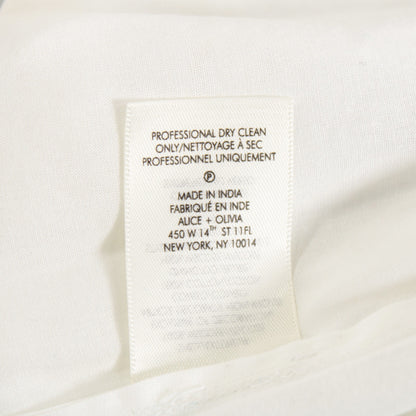 PROFESSIONAL DRY CLEAN
ONLY/NETTOYAGE À SEC
PROFESSIONNEL UNIQUEMENT
Ⓟ
MADE IN INDIA
FABRIQUÉ EN INDE
ALICE + OLIVIA
450 W 14TH ST 11FL
NEW YORK, NY 10014